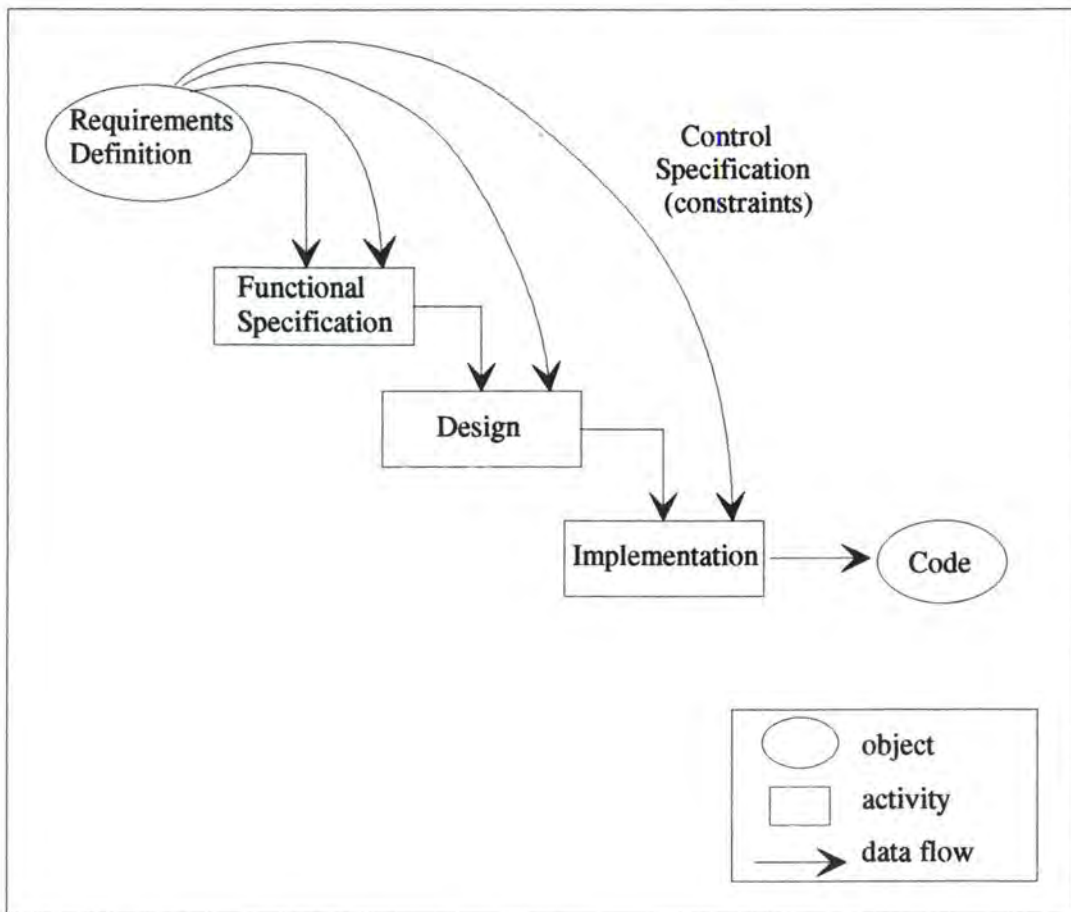 Requirements
Definition
Control
Specification
(constraints)
Functional
Specification
Design
Implementation
Code
object
activity
data flow